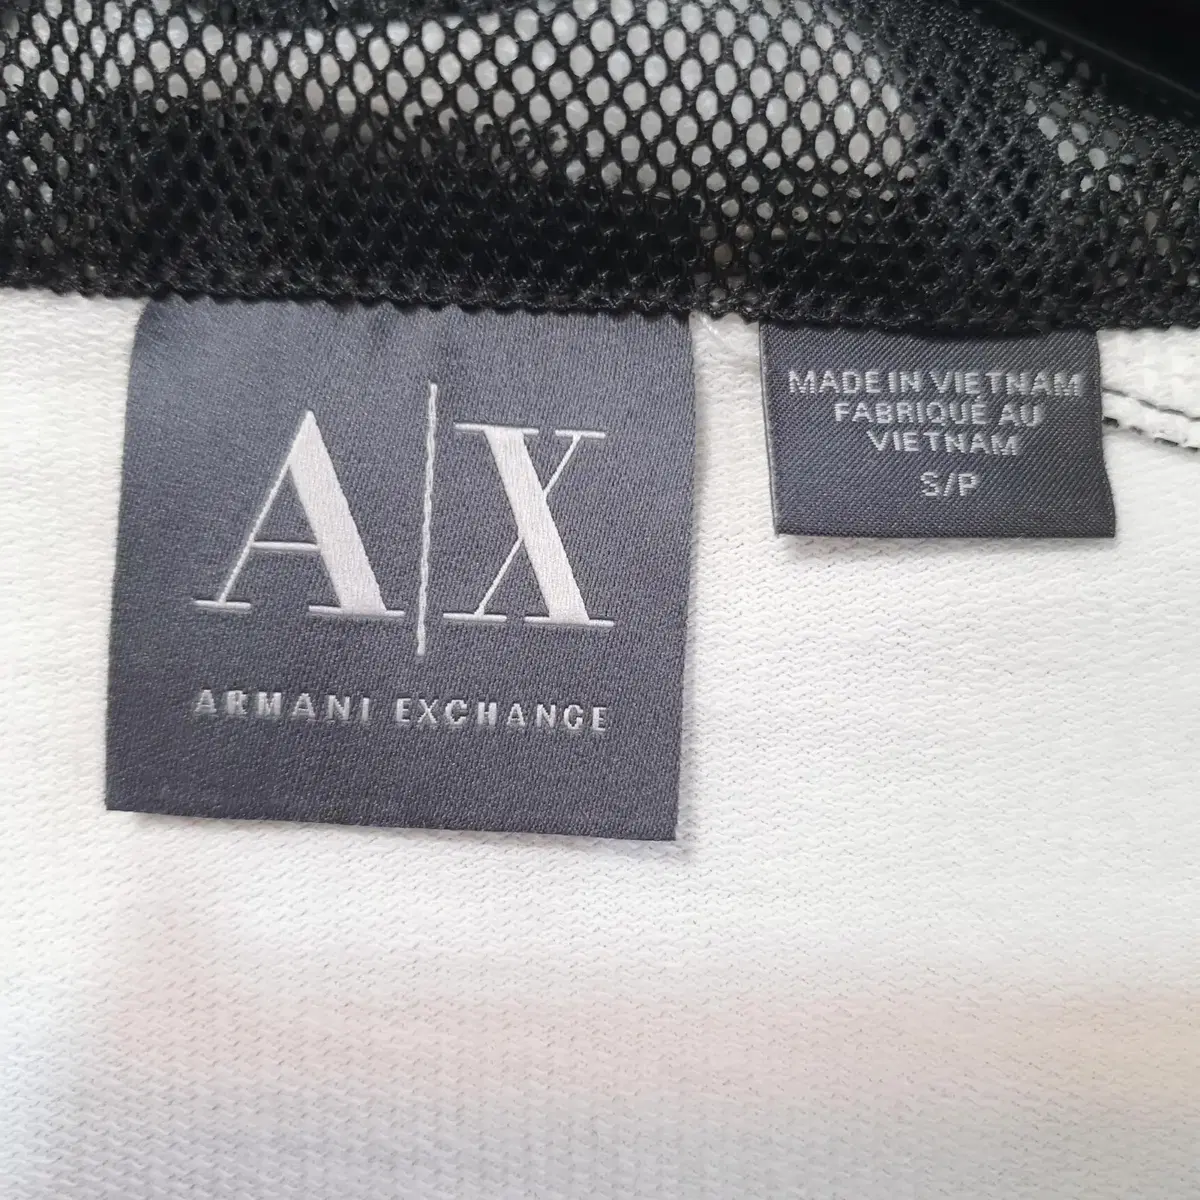 A|X
ARMANI EXCHANGE
MADE IN VIETNAM
FABRIQUÉ AU
VIETNAM
S/P